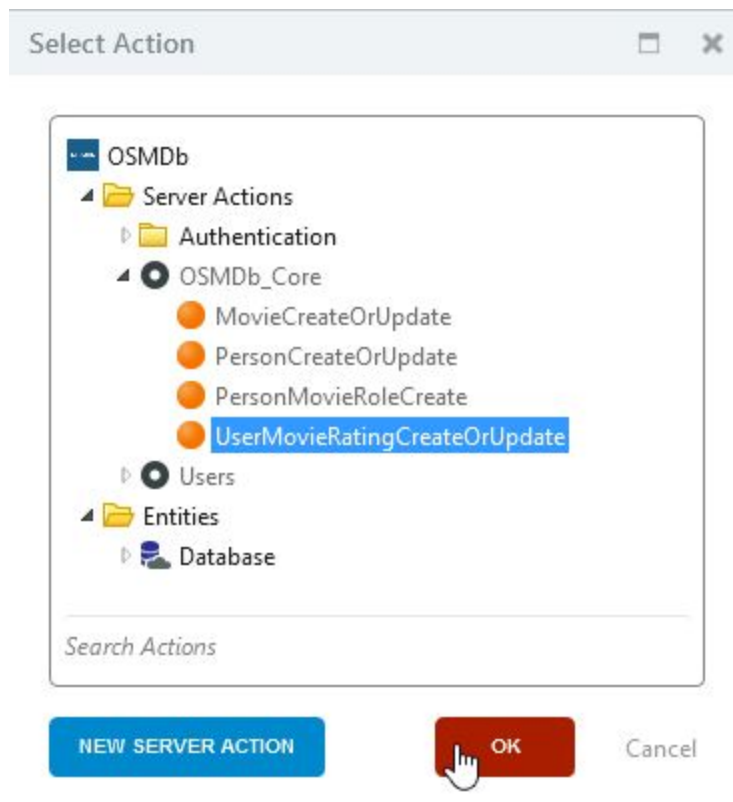 Select Action
OSMDb
Server Actions
Authentication
OSMDb_Core
MovieCreateOrUpdate
PersonCreateOrUpdate
PersonMovieRoleCreate
UserMovieRatingCreateOrUpdate
Users
Entities
Database
Search Actions
NEW SERVER ACTION OK Cancel